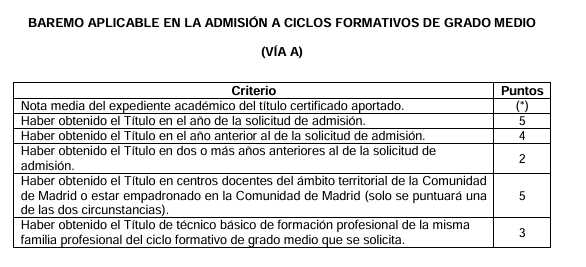 BAREMO APLICABLE EN LA ADMISIÓN A CICLOS FORMATIVOS DE GRADO MEDIO
(VÍA A)
Criterio Puntos
Nota media del expediente académico del título certificado aportado. (*)
Haber obtenido el Título en el año de la solicitud de admisión. 5
Haber obtenido el Título en el año anterior al de la solicitud de admisión. 4
Haber obtenido el Título en dos o más años anteriores al de la solicitud de
admisión. 2
Haber obtenido el Título en centros docentes del ámbito territorial de la Comunidad
de Madrid o estar empadronado en la Comunidad de Madrid (solo se puntuará una
de las dos circunstancias). 5
Haber obtenido el Título de técnico básico de formación profesional de la misma
familia profesional del ciclo formativo de grado medio que se solicita. 3